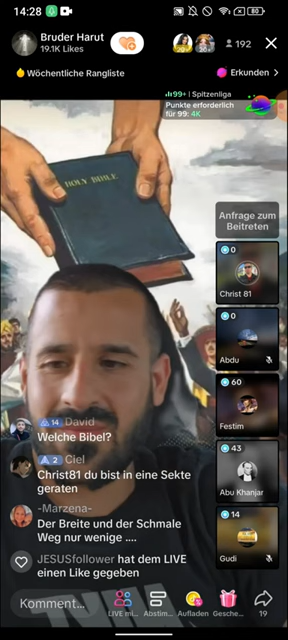 14:28
80
Bruder Harut
19.1K Likes
20+
30+
192
Wöchentliche Rangliste
Erkunden >
99+ | Spitzenliga
Punkte erforderlich
für 99: 4K
HOLY BIBLE
Anfrage zum
Beitreten
0
Christ 81
0
Abdu
60
Festim
43
Abu Khanjar
14
Gudi
14 David
Welche Bibel?
2 Ciel
Christ81 du bist in eine Sekte
geraten
-Marzena-
Der Breite und der Schmale
Weg nur wenige ....
JESUSfollower hat dem LIVE
einen Like gegeben
Komment...
LIVE mi...
Abstim...
Aufladen
Gesche...
19